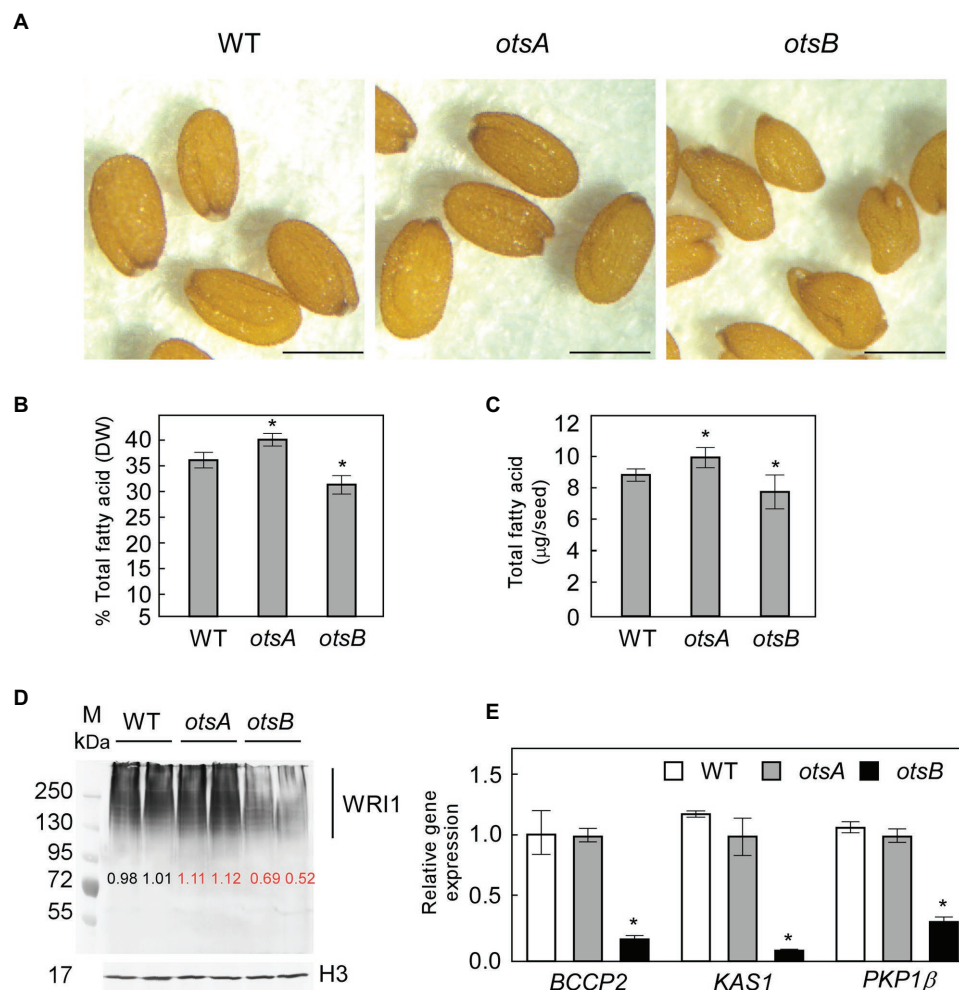 A
WT otsA otsB
B
% Total fatty acid (DW)
40
35
30
25
20
15
10
5
WT otsA otsB
* *
C
Total fatty acid
(μg/seed)
12
10
8
6
4
2
0
WT otsA otsB
* *
D
M WT otsA otsB
kDa
250
130
95
72
55
17
WRI1
0.98 1.01 1.11 1.12 0.69 0.52
H3
E
Relative gene
expression
1.5
1.0
0.5
0.0
WT otsA otsB
* * *
BCCP2 KAS1 PKP1β